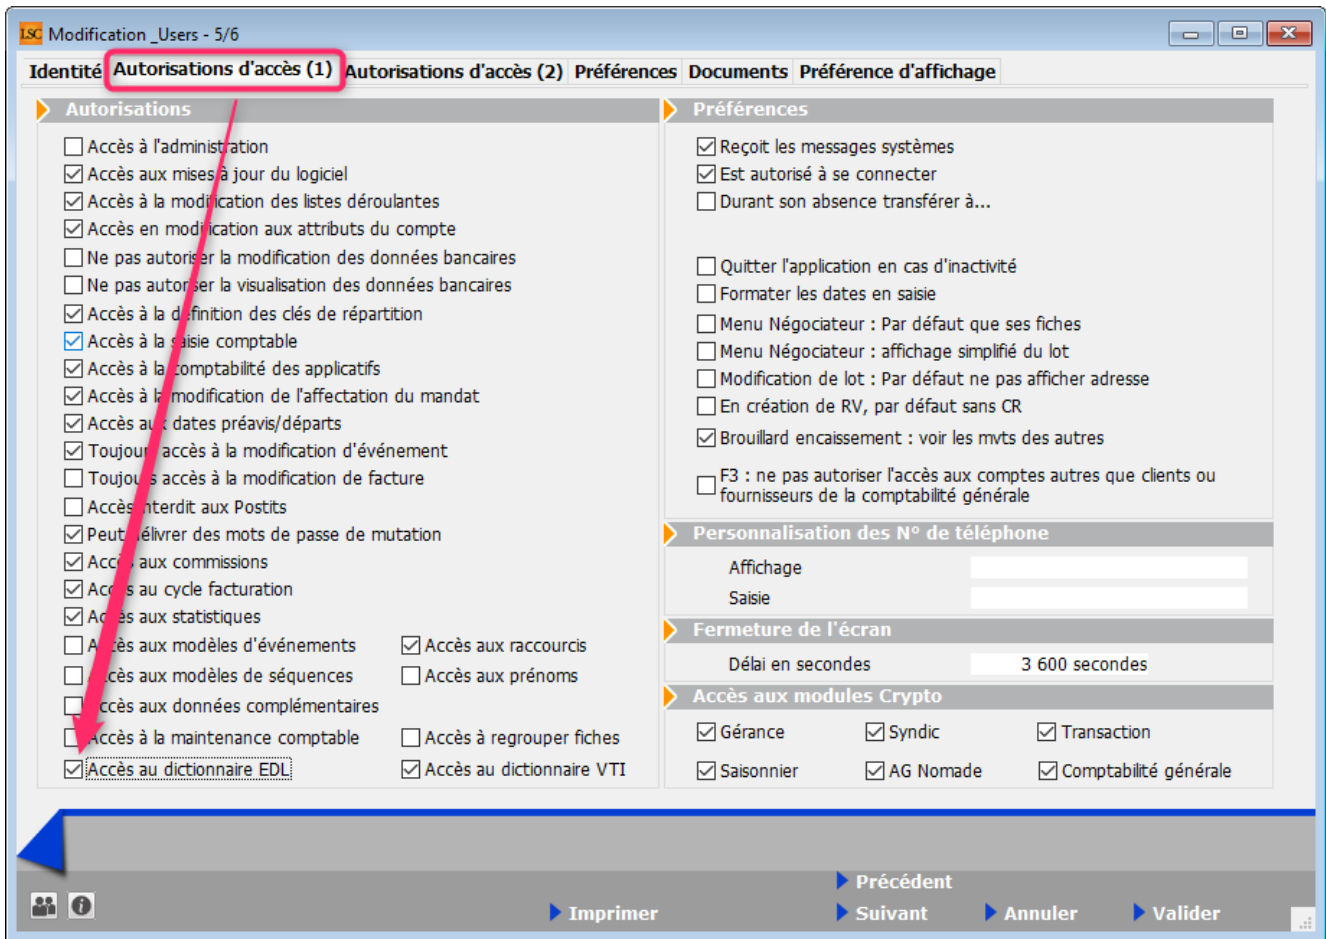 LSC Modification _Users - 5/6
Identité Autorisations d'accès (1) Autorisations d'accès (2) Préférences Documents Préférence d'affichage
Autorisations
Accès à l'administration
Accès aux mises à jour du logiciel
Accès à la modification des listes déroulantes
Accès en modification aux attributs du compte
Ne pas autoriser la modification des données bancaires
Ne pas autoriser la visualisation des données bancaires
Accès à la définition des clés de répartition
Accès à la saisie comptable
Accès à la comptabilité des applicatifs
Accès à la modification de l'affectation du mandat
Accès aux dates préavis/départs
Toujours accès à la modification d'événement
Toujours accès à la modification de facture
Accès interdit aux Postits
Peut délivrer des mots de passe de mutation
Accès aux commissions
Accès au cycle facturation
Accès aux statistiques
Accès aux modèles d'événements Accès aux raccourcis
Accès aux modèles de séquences Accès aux prénoms
Accès aux données complémentaires
Accès à la maintenance comptable Accès à regrouper fiches
Accès au dictionnaire EDL Accès au dictionnaire VTI
Préférences
Reçoit les messages systèmes
Est autorisé à se connecter
Durant son absence transférer à...
Quitter l'application en cas d'inactivité
Formater les dates en saisie
Menu Négociateur : Par défaut que ses fiches
Menu Négociateur : affichage simplifié du lot
Modification de lot : Par défaut ne pas afficher adresse
En création de RV, par défaut sans CR
Brouillard encaissement : voir les mvts des autres
F3 : ne pas autoriser l'accès aux comptes autres que clients ou
fournisseurs de la comptabilité générale
Personnalisation des N° de téléphone
Affichage
Saisie
Fermeture de l'écran
Délai en secondes 3 600 secondes
Accès aux modules Crypto
Gérance Syndic Transaction
Saisonnier AG Nomade Comptabilité générale
Précédent
Imprimer Suivant Annuler Valider